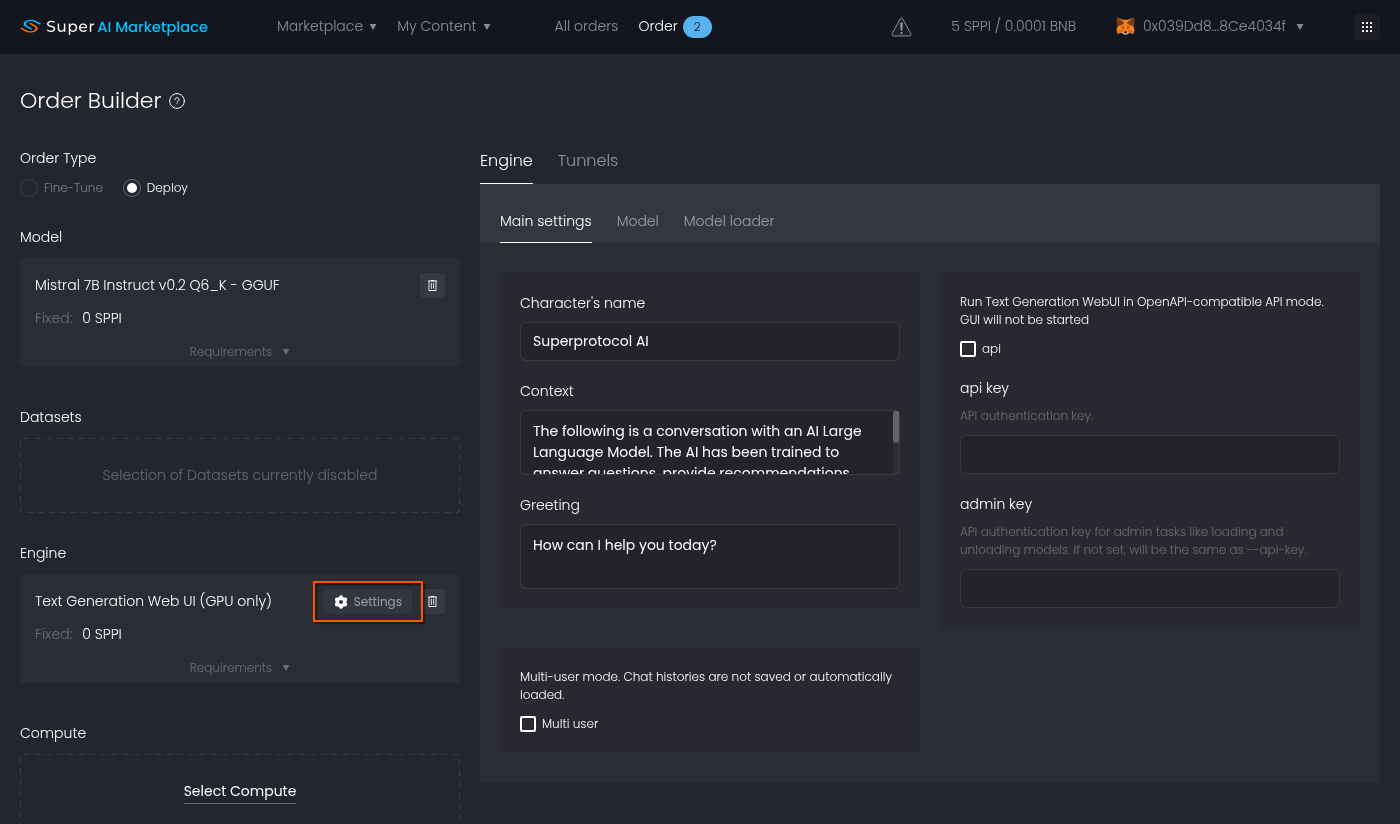 Super AI Marketplace
Marketplace
My Content
All orders
Order 2
5 SPPI / 0.0001 BNB
0x039Dd8...8Ce4034f
Order Builder ?
Order Type
Fine-Tune
Deploy
Model
Mistral 7B Instruct v0.2 Q6_K - GGUF
Fixed: 0 SPPI
Requirements
Datasets
Selection of Datasets currently disabled
Engine
Text Generation Web UI (GPU only)
Settings
Fixed: 0 SPPI
Requirements
Compute
Select Compute
Engine
Tunnels
Main settings
Model
Model loader
Character's name
Superprotocol AI
Context
The following is a conversation with an AI Large
Language Model. The AI has been trained to
answer questions, provide recommendations,
Greeting
How can I help you today?
Multi-user mode. Chat histories are not saved or automatically
loaded.
Multi user
Run Text Generation WebUI in OpenAPI-compatible API mode.
GUI will not be started
api
api key
API authentication key.
admin key
API authentication key for admin tasks like loading and
unloading models. If not set, will be the same as --api-key.